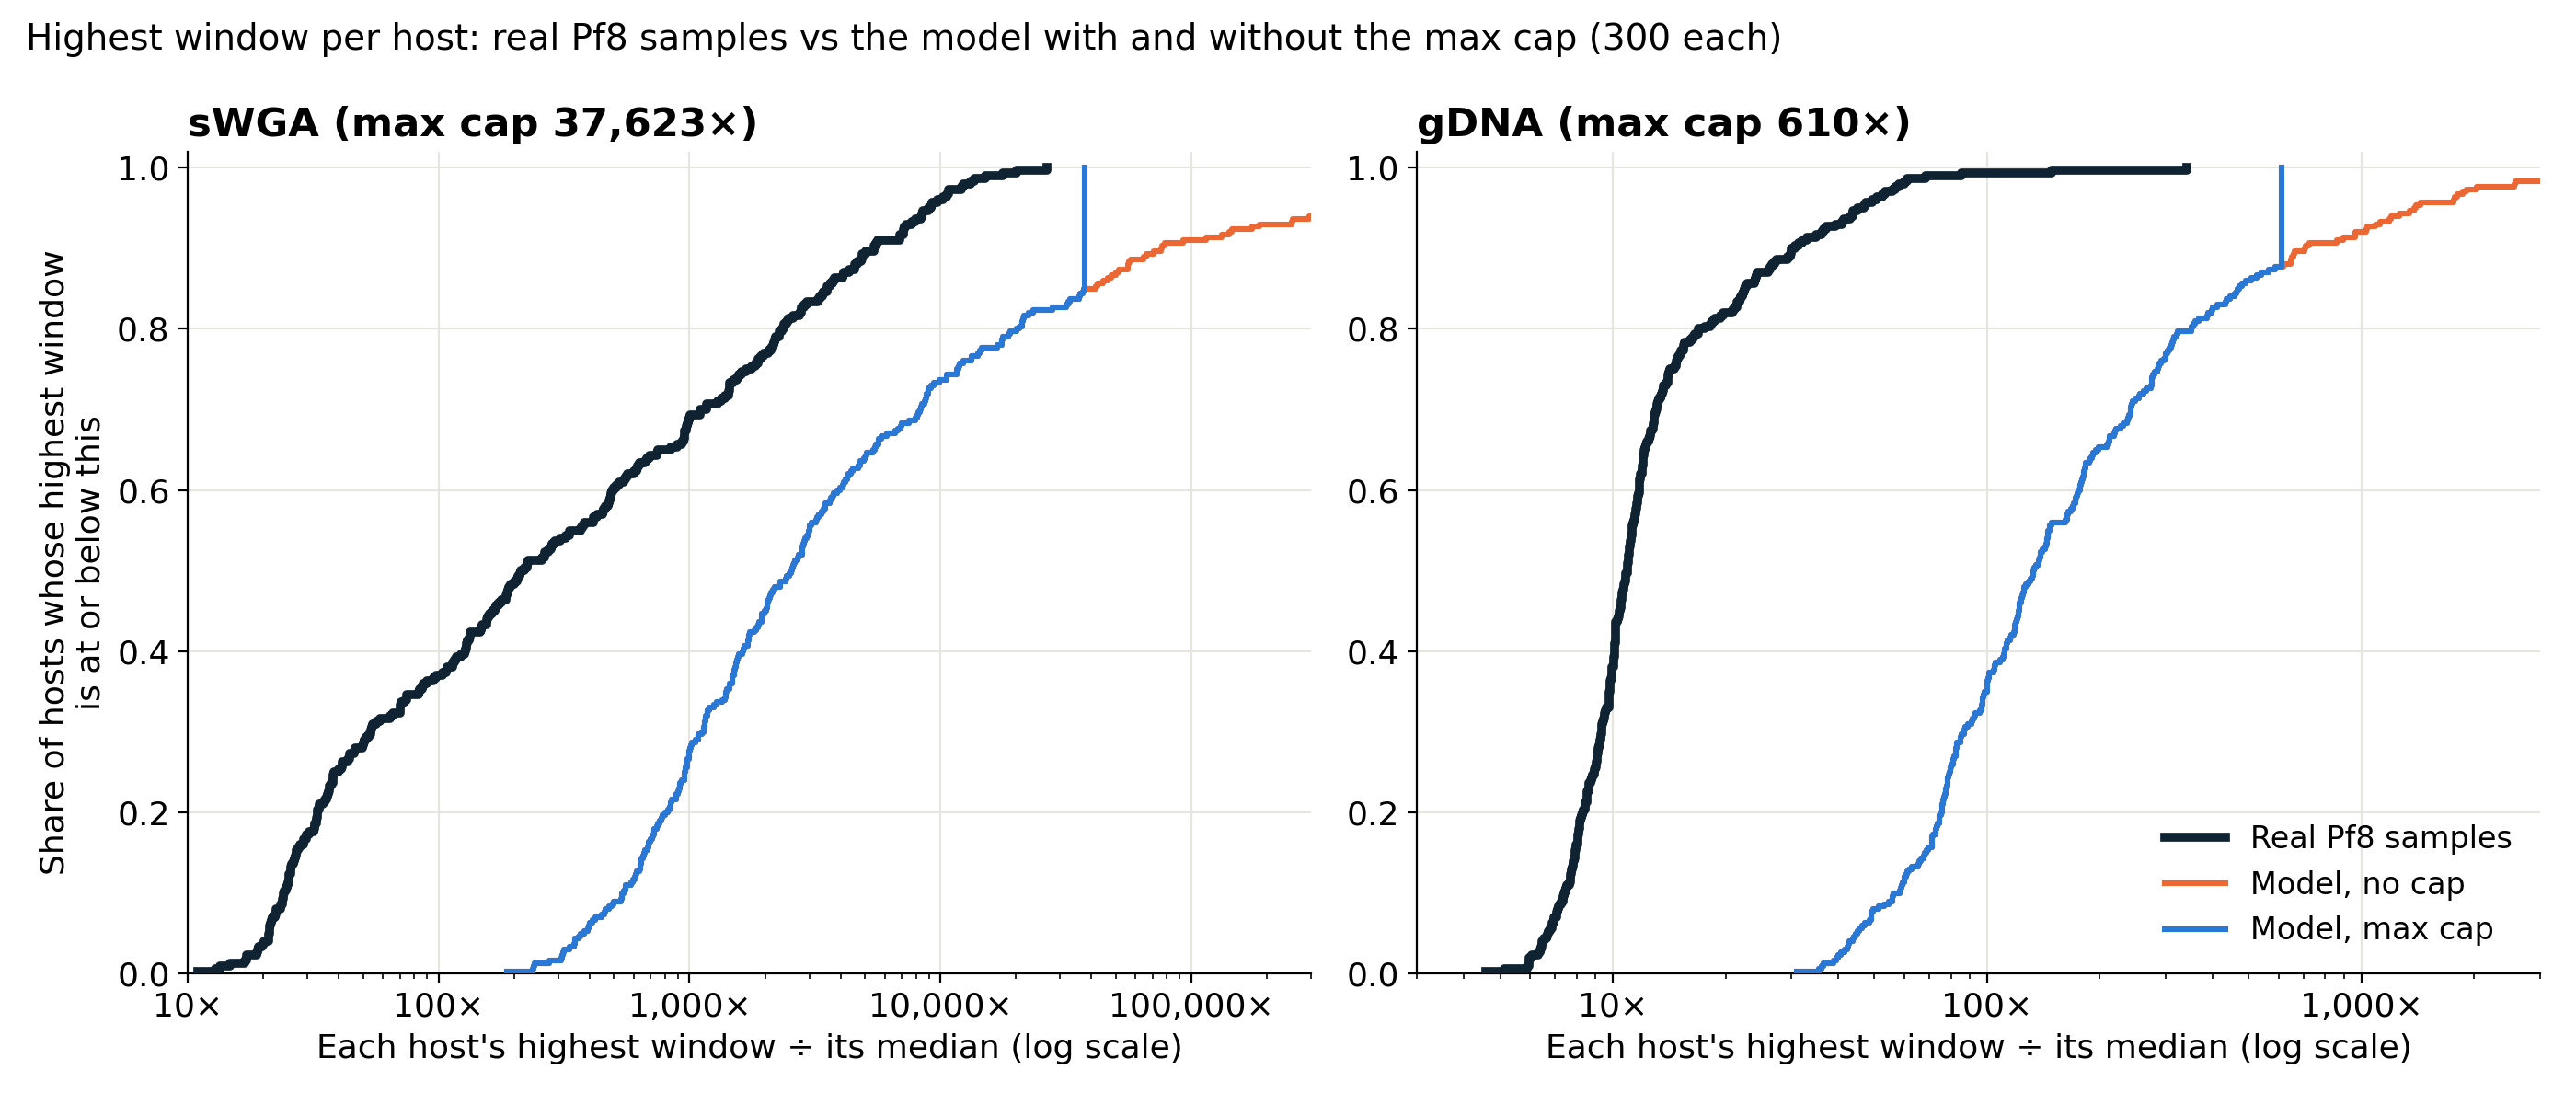 Highest window per host: real Pf8 samples vs the model with and without the max cap (300 each)
sWGA (max cap 37,623×)
1.0
0.8
0.6
0.4
0.2
0.0
Share of hosts whose highest window
is at or below this
10×
100×
1,000×
10,000×
100,000×
Each host's highest window ÷ its median (log scale)
gDNA (max cap 610×)
1.0
0.8
0.6
0.4
0.2
0.0
Real Pf8 samples
Model, no cap
Model, max cap
10×
100×
1,000×
Each host's highest window ÷ its median (log scale)